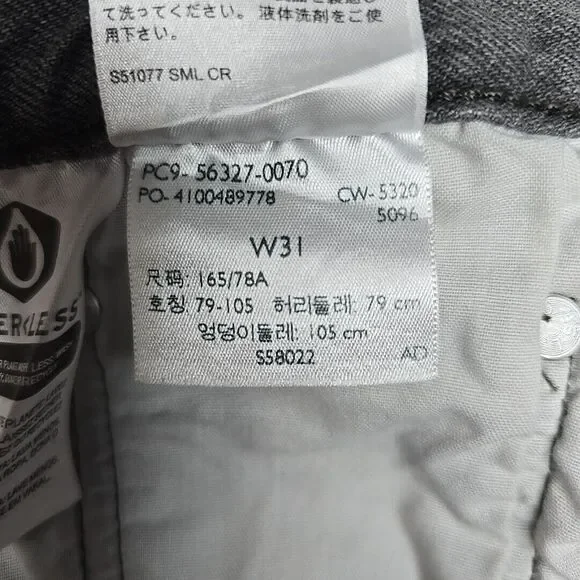 て洗ってください。液体洗剤をご使
用下さい。
S51077 SML CR
PC9- 56327-0070
PO- 4100489778 CW- 5320
5096
W31
尺码: 165/78A
호칭: 79-105 허리둘레: 79 cm
엉덩이둘레: 105 cm
S58022 AD
LESS